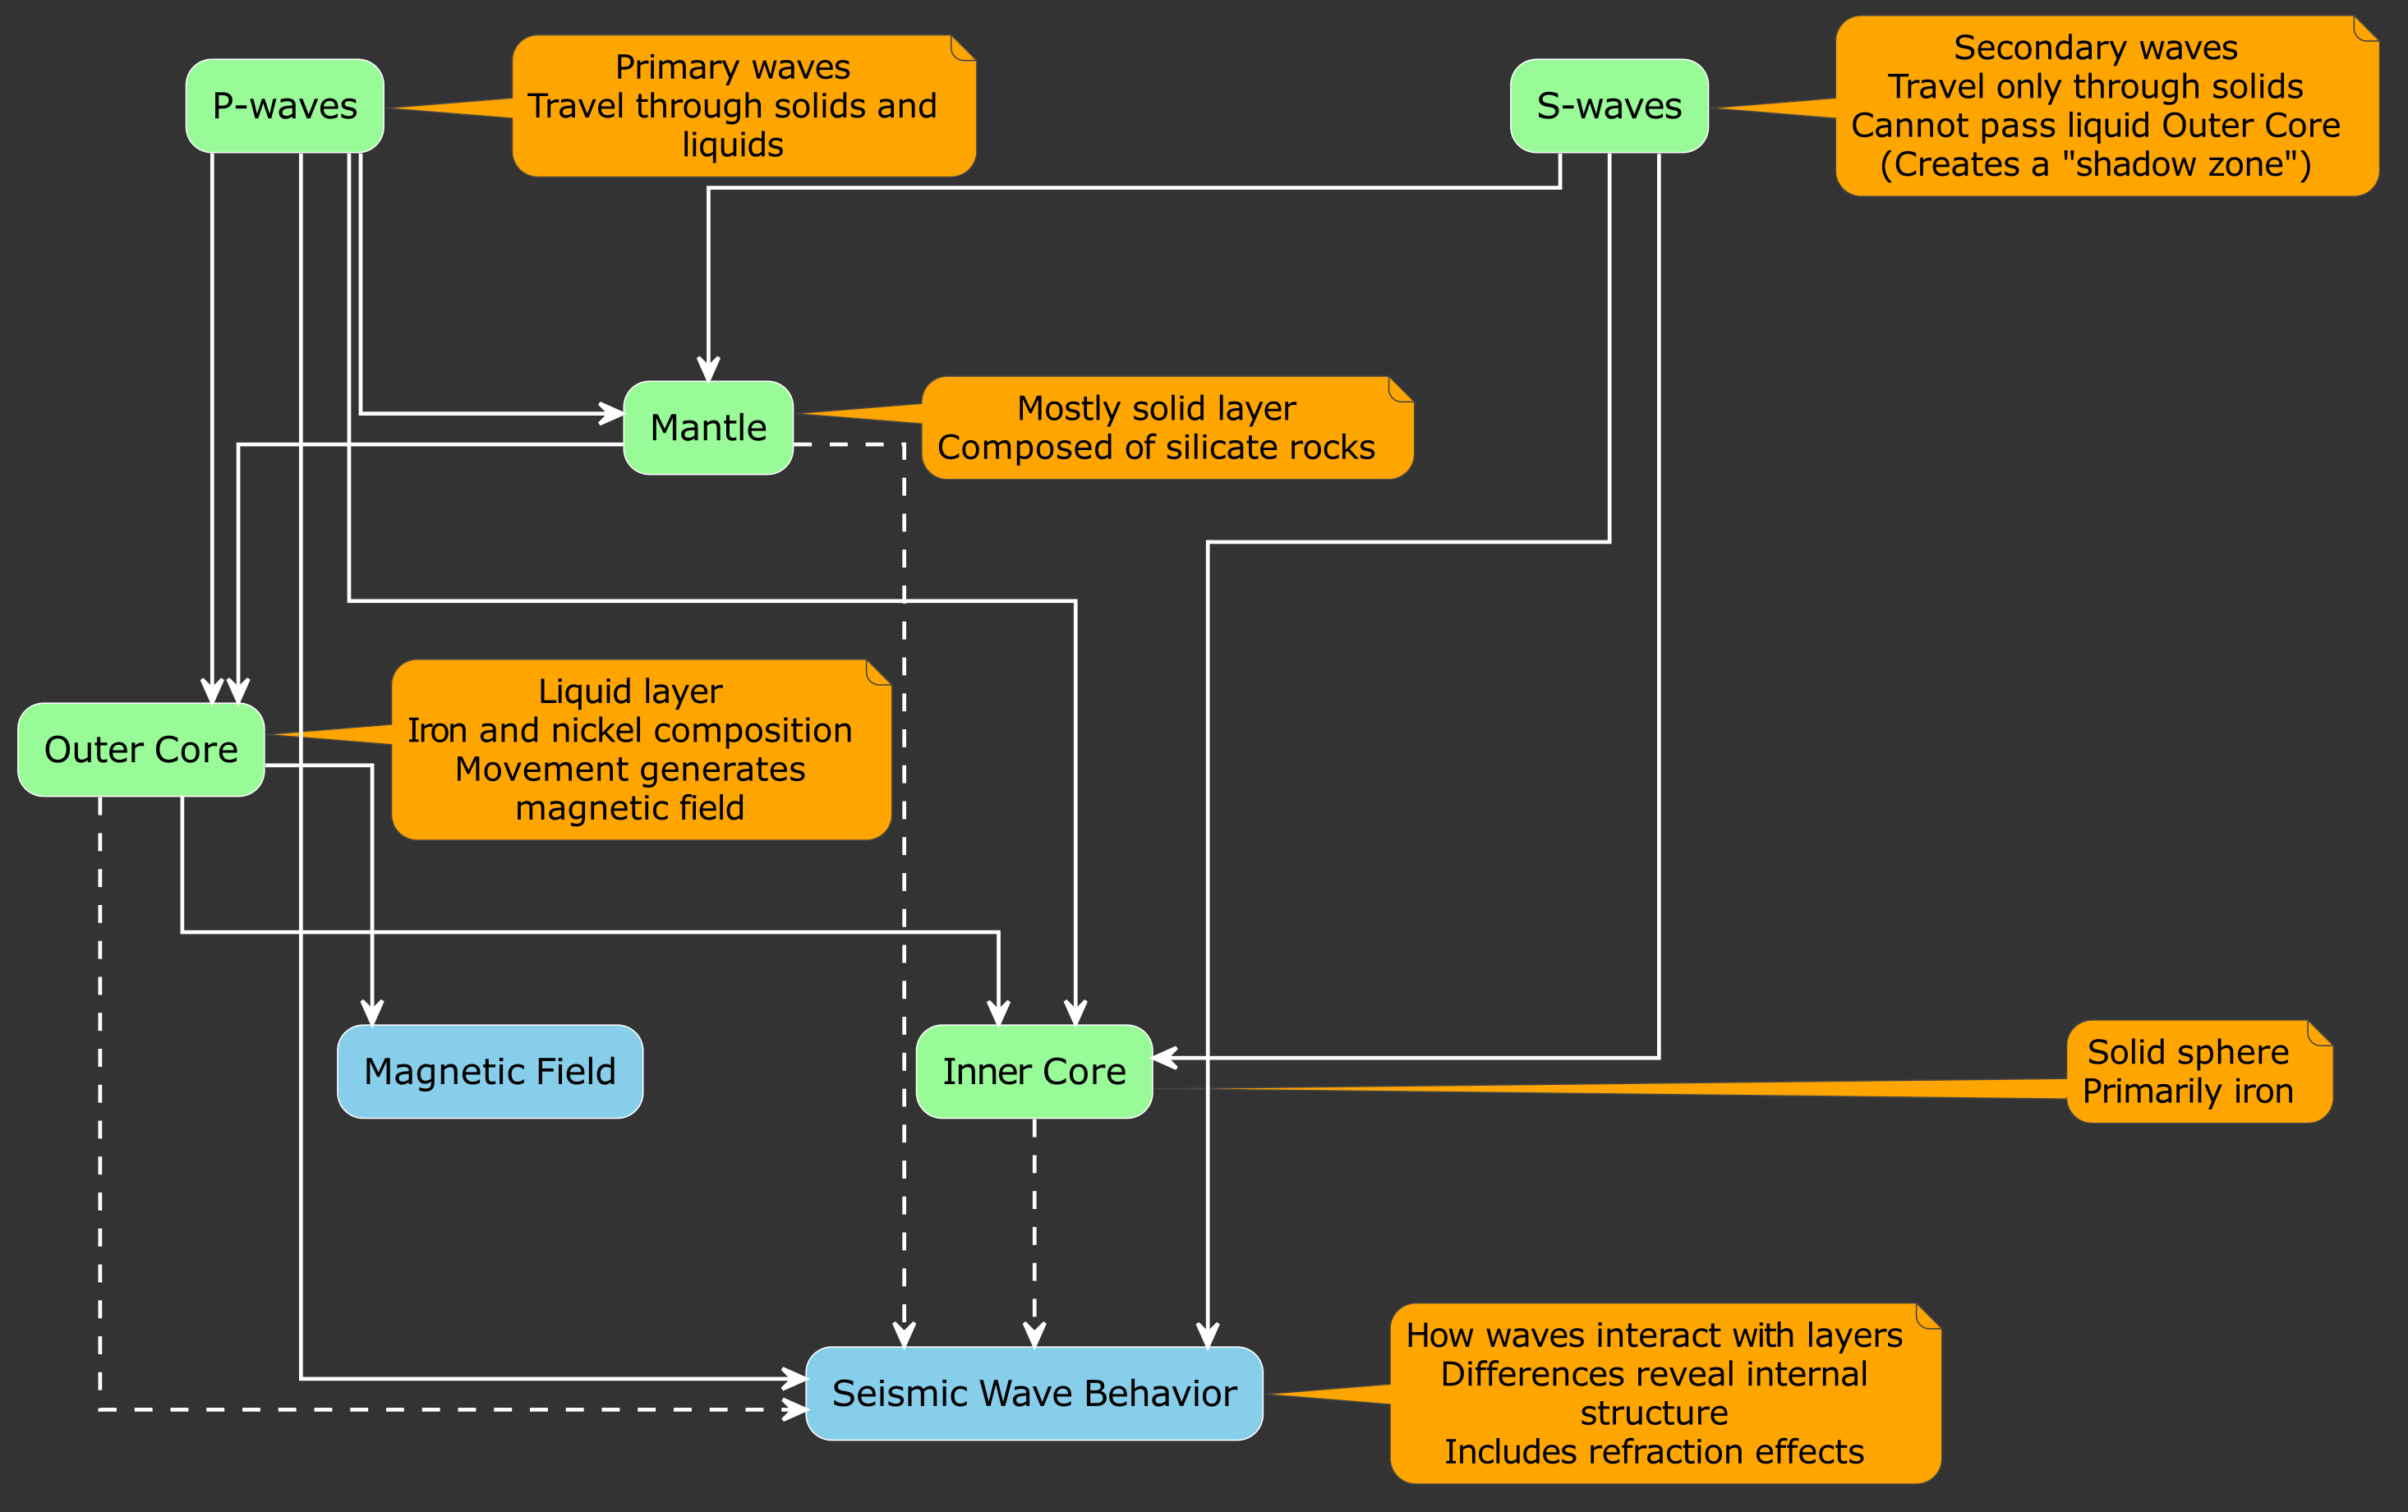 P-waves
Primary waves
Travel through solids and
liquids
S-waves
Secondary waves
Travel only through solids
Cannot pass liquid Outer Core
(Creates a "shadow zone")
Mantle
Mostly solid layer
Composed of silicate rocks
Outer Core
Liquid layer
Iron and nickel composition
Movement generates
magnetic field
Magnetic Field
Inner Core
Solid sphere
Primarily iron
Seismic Wave Behavior
How waves interact with layers
Differences reveal internal
structure
Includes refraction effects